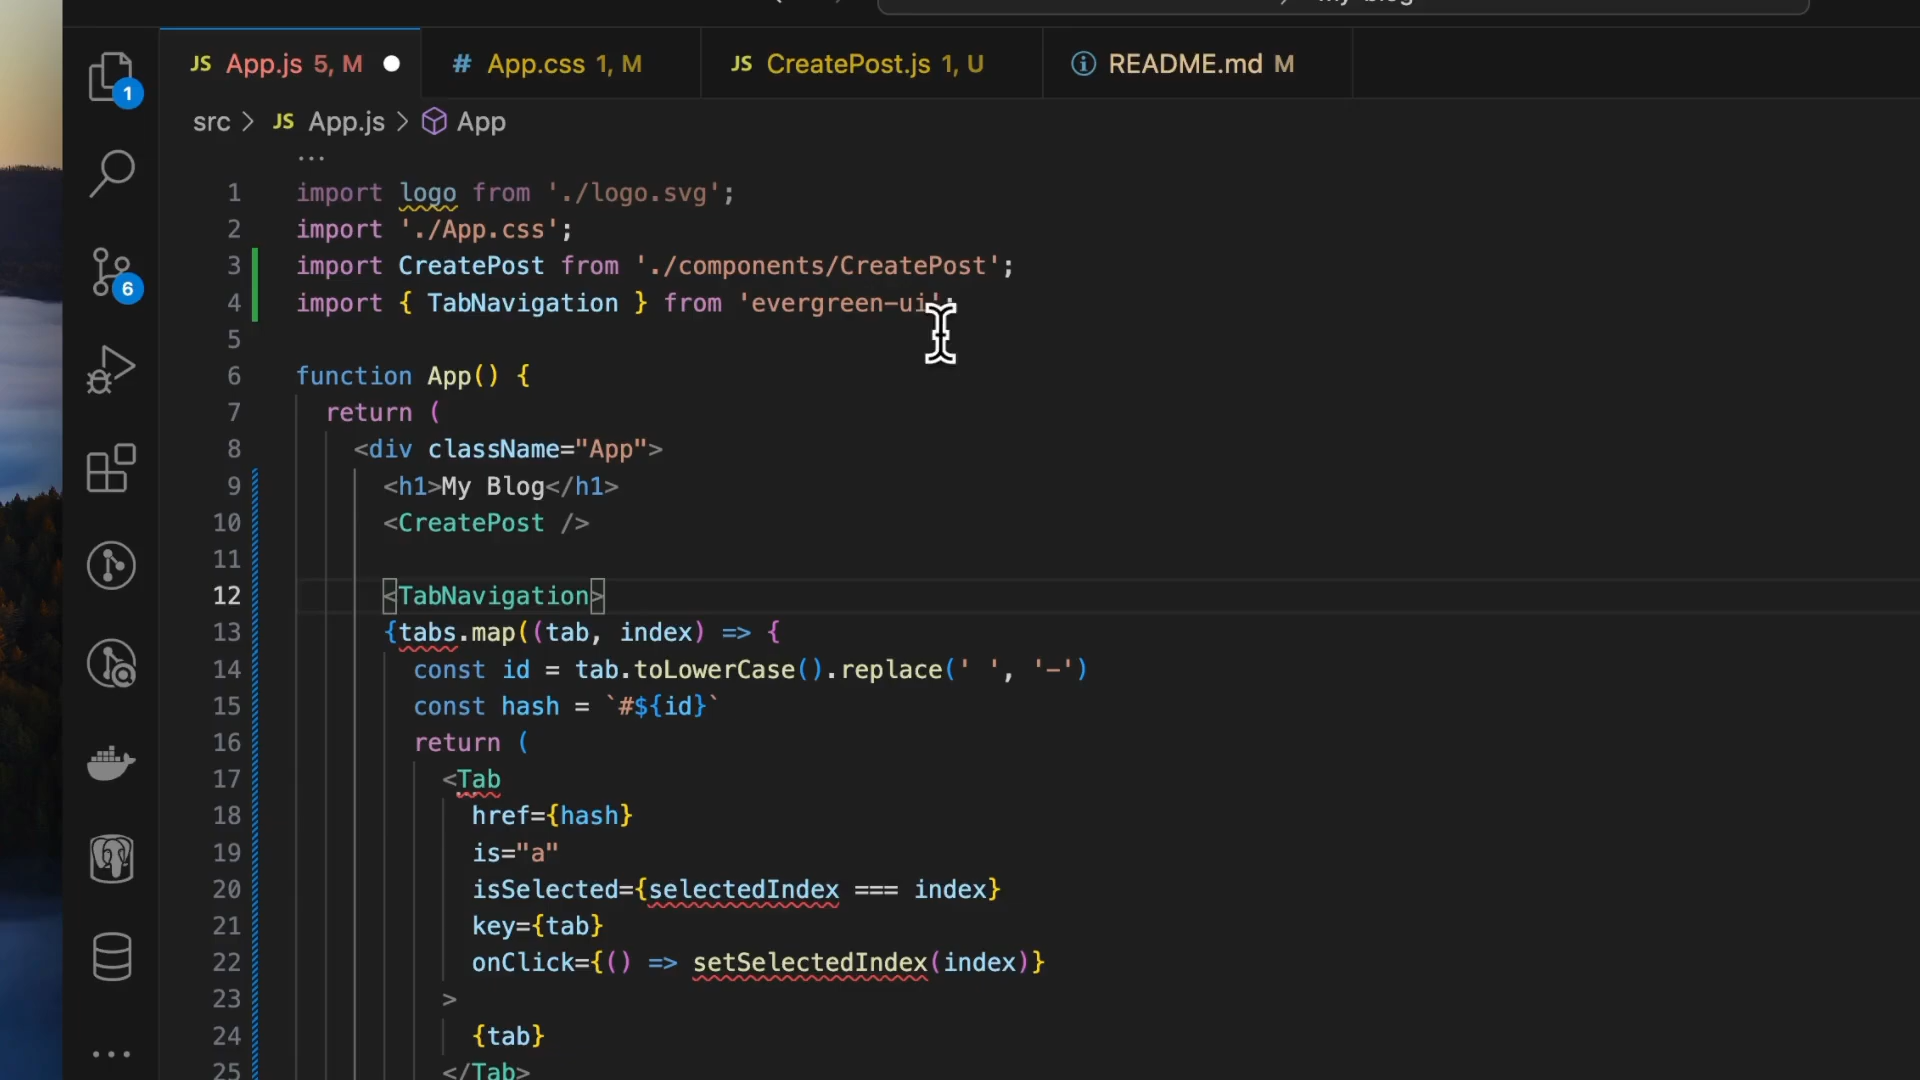 JS App.js 5, M
# App.css 1, M
JS CreatePost.js 1, U
README.md M
src > JS App.js > App
...
1 import logo from './logo.svg';
2 import './App.css';
3 import CreatePost from './components/CreatePost';
4 import { TabNavigation } from 'evergreen-ui';
5
6 function App() {
7 return (
8 <div className="App">
9 <h1>My Blog</h1>
10 <CreatePost />
11
12 <TabNavigation>
13 {tabs.map((tab, index) => {
14 const id = tab.toLowerCase().replace(' ', '-')
15 const hash = `#${id}`
16 return (
17 <Tab
18 href={hash}
19 is="a"
20 isSelected={selectedIndex === index}
21 key={tab}
22 onClick={() => setSelectedIndex(index)}
23 >
24 {tab}
25 </Tab>
1
6